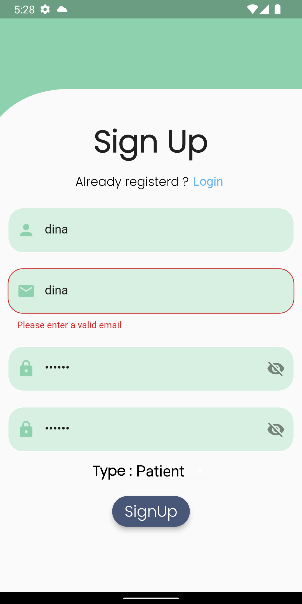 5:28
Sign Up
Already registerd ? Login
dina
dina
Please enter a valid email
••••••
••••••
Type : Patient
SignUp